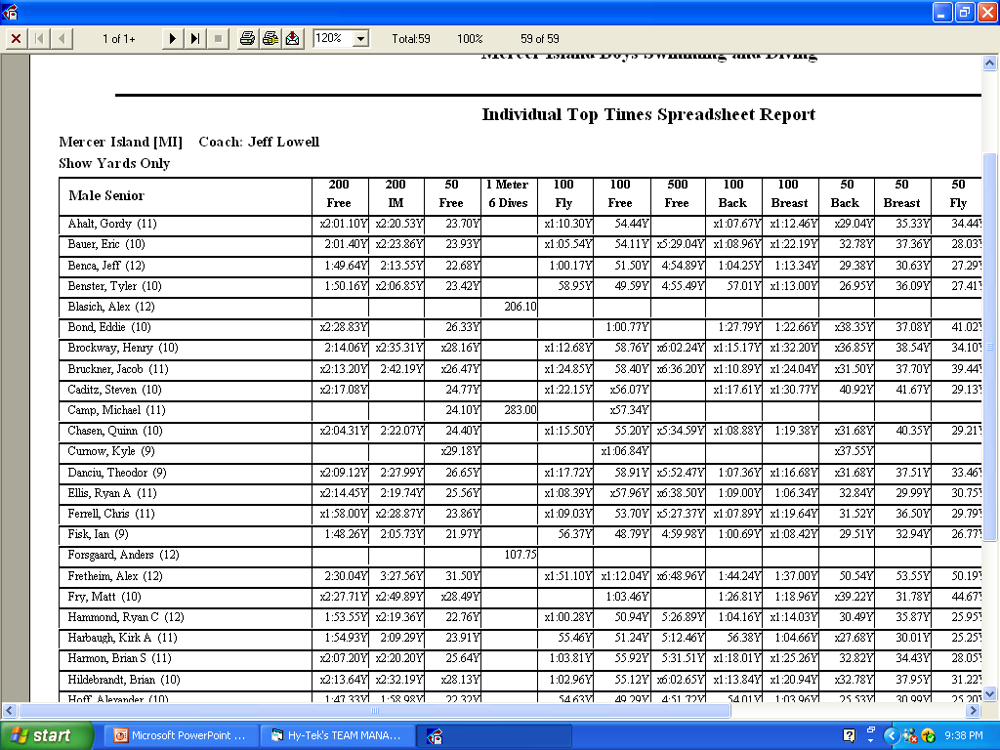 1 of 1+ 120% Total:59 100% 59 of 59
Mercer Island Boys Swimming and Diving
Individual Top Times Spreadsheet Report
Mercer Island [MI] Coach: Jeff Lowell
Show Yards Only
Male Senior 200 Free 200 IM 50 Free 1 Meter 6 Dives 100 Fly 100 Free 500 Free 100 Back 100 Breast 50 Back 50 Breast 50 Fly
Ahalt, Gordy (11) x2:01.10Y x2:20.53Y 23.70Y x1:10.30Y 54.44Y x1:07.67Y x1:12.46Y x29.04Y 35.33Y 34.44Y
Bauer, Eric (10) 2:01.40Y x2:23.86Y 23.93Y x1:05.54Y 54.11Y x5:29.04Y x1:08.96Y x1:22.19Y 32.78Y 37.36Y 28.03Y
Benca, Jeff (12) 1:49.64Y 2:13.55Y 22.68Y 1:00.17Y 51.50Y 4:54.89Y 1:04.25Y 1:13.34Y 29.38Y 30.63Y 27.29Y
Benster, Tyler (10) 1:50.16Y x2:06.85Y 23.42Y 58.95Y 49.59Y 4:55.49Y 57.01Y x1:13.00Y 26.95Y 36.09Y 27.41Y
Blasich, Alex (12) 206.10
Bond, Eddie (10) x2:28.83Y 26.33Y 1:00.77Y 1:27.79Y 1:22.66Y x38.35Y 37.08Y 41.02Y
Brockway, Henry (10) 2:14.06Y x2:35.31Y x28.16Y x1:12.68Y 58.76Y x6:02.24Y x1:15.17Y x1:32.20Y x36.85Y 38.54Y 34.10Y
Bruckner, Jacob (11) x2:13.20Y 2:42.19Y x26.47Y x1:24.85Y 58.40Y x6:36.20Y x1:10.89Y x1:24.04Y x31.50Y 37.70Y 39.44Y
Caditz, Steven (10) x2:17.08Y 24.77Y x1:22.15Y x56.07Y x1:17.61Y x1:30.77Y 40.92Y 41.67Y 29.13Y
Camp, Michael (11) 24.10Y 283.00 x57.34Y
Chasen, Quinn (10) x2:04.31Y 2:22.07Y 24.40Y x1:15.50Y 55.20Y x5:34.59Y x1:08.88Y 1:19.38Y x31.68Y 40.35Y 29.21Y
Curnow, Kyle (9) x29.18Y x1:06.84Y x37.55Y
Danciu, Theodor (9) x2:09.12Y 2:27.99Y 26.65Y x1:17.72Y 58.91Y x5:52.47Y 1:07.36Y x1:16.68Y x31.68Y 37.51Y 33.46Y
Ellis, Ryan A (11) x2:14.45Y 2:19.74Y 25.56Y x1:08.39Y x57.96Y x6:38.50Y 1:09.00Y 1:06.34Y 32.84Y 29.99Y 30.75Y
Ferrell, Chris (11) x1:58.00Y x2:28.87Y 23.86Y x1:09.03Y 53.70Y x5:27.37Y x1:07.89Y x1:19.64Y 31.52Y 36.50Y 29.79Y
Fisk, Ian (9) 1:48.26Y 2:05.73Y 21.97Y 56.37Y 48.79Y 4:59.98Y 1:00.69Y x1:08.42Y 29.51Y 32.94Y 26.77Y
Forsgaard, Anders (12) 107.75
Fretheim, Alex (12) 2:30.04Y 3:27.56Y 31.50Y x1:51.10Y x1:12.04Y x6:48.96Y 1:44.24Y 1:37.00Y 50.54Y 53.55Y 50.19Y
Fry, Matt (10) x2:27.71Y x2:49.89Y x28.49Y 1:03.46Y 1:26.81Y 1:18.96Y x39.22Y 31.78Y 44.67Y
Hammond, Ryan C (12) 1:53.55Y x2:19.36Y 22.76Y x1:00.28Y 50.94Y 5:26.89Y 1:04.16Y x1:14.03Y 30.49Y 35.87Y 25.95Y
Harbaugh, Kirk A (11) 1:54.93Y 2:09.29Y 23.91Y 55.46Y 51.24Y 5:12.46Y 56.38Y 1:04.66Y x27.68Y 30.01Y 25.25Y
Harmon, Brian S (11) x2:07.20Y x2:20.20Y 25.64Y 1:03.81Y 55.92Y 5:31.51Y x1:18.01Y x1:25.26Y 32.82Y 34.43Y 28.05Y
Hildebrandt, Brian (10) x2:13.64Y x2:32.19Y x28.13Y 1:02.96Y 55.12Y x6:02.65Y x1:13.84Y x1:20.94Y x32.78Y 37.95Y 31.22Y
Hoff, Alexander (10) 1:47.33Y 1:58.98Y 22.32Y 54.63Y 49.29Y 4:51.72Y 54.01Y 1:03.96Y 25.53Y 30.99Y 25.20Y
start Microsoft PowerPoint ... Hy-Tek's TEAM MANA... 9:38 PM